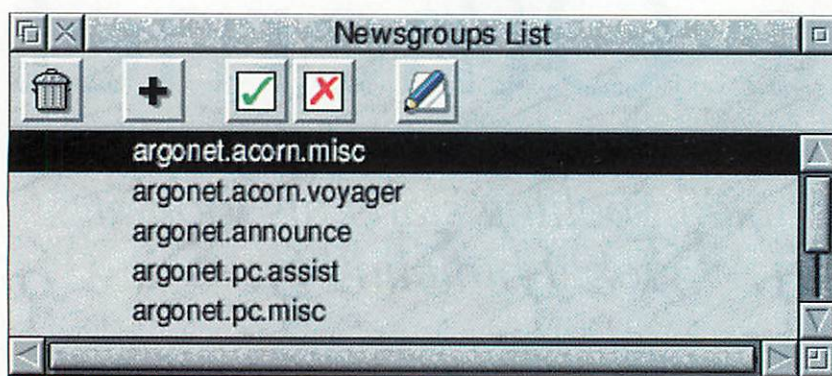 Newsgroups List
argonet.acorn.misc
argonet.acorn.voyager
argonet.announce
argonet.pc.assist
argonet.pc.misc